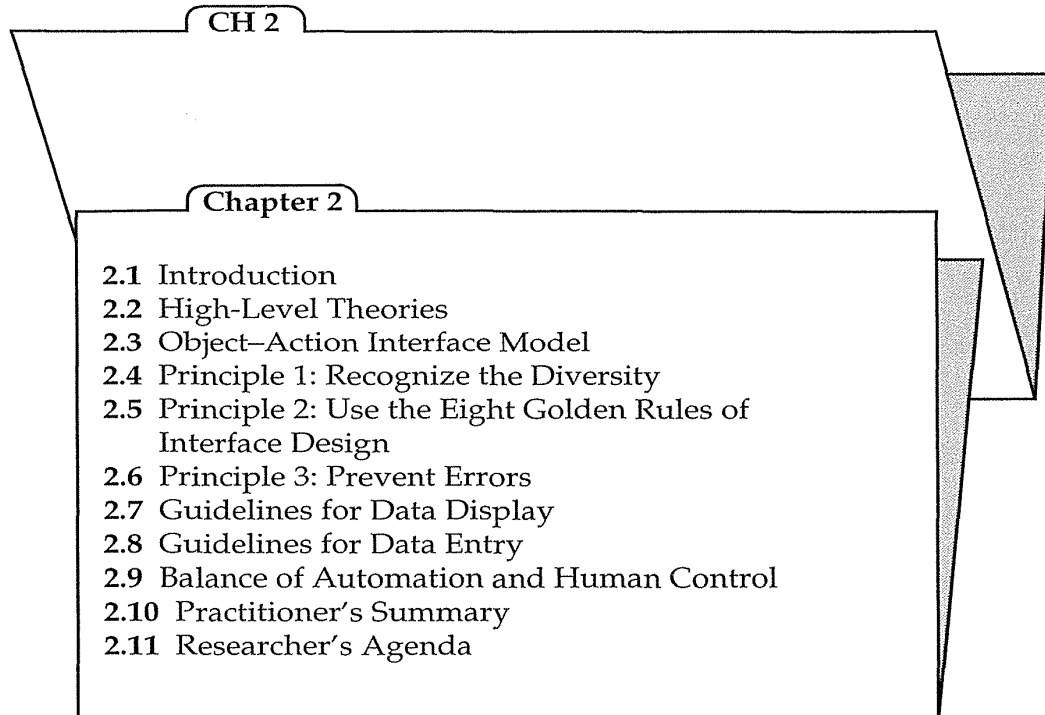 CH 2
Chapter 2
2.1 Introduction
2.2 High-Level Theories
2.3 Object–Action Interface Model
2.4 Principle 1: Recognize the Diversity
2.5 Principle 2: Use the Eight Golden Rules of
Interface Design
2.6 Principle 3: Prevent Errors
2.7 Guidelines for Data Display
2.8 Guidelines for Data Entry
2.9 Balance of Automation and Human Control
2.10 Practitioner's Summary
2.11 Researcher's Agenda